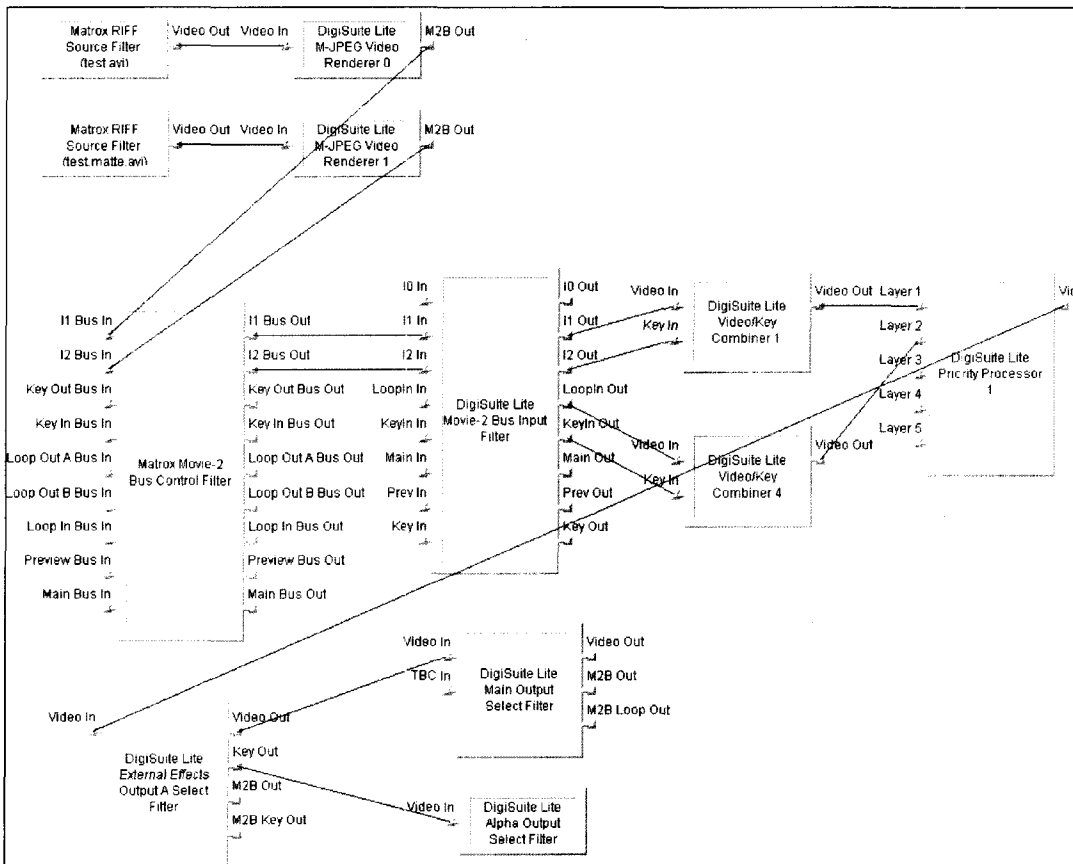 Matrox RIFF
Source Filter
(test.avi)
Video Out
Video In
DigiSuite Lite
M-JPEG Video
Renderer 0
M2B Out
Matrox RIFF
Source Filter
(test.matte.avi)
Video Out
Video In
DigiSuite Lite
M-JPEG Video
Renderer 1
M2B Out
I1 Bus In
I2 Bus In
Key Out Bus In
Key In Bus In
Loop Out A Bus In
Loop Out B Bus In
Loop In Bus In
Preview Bus In
Main Bus In
Matrox Movie-2
Bus Control Filter
I1 Bus Out
I2 Bus Out
Key Out Bus Out
Key In Bus Out
Loop Out A Bus Out
Loop Out B Bus Out
Loop In Bus Out
Preview Bus Out
Main Bus Out
I0 In
I1 In
I2 In
LoopIn In
KeyIn In
Main In
Prev In
Key In
DigiSuite Lite
Movie-2 Bus Input
Filter
I0 Out
I1 Out
I2 Out
LoopIn Out
KeyIn Out
Main Out
Prev Out
Key Out
Video In
Key In
DigiSuite Lite
Video/Key
Combiner 1
Video Out
Video In
Key In
DigiSuite Lite
Video/Key
Combiner 4
Video Out
Layer 1
Layer 2
Layer 3
Layer 4
Layer 5
DigiSuite Lite
Priority Processor
1
Vid
Video In
DigiSuite Lite
External Effects
Output A Select
Filter
Video Out
Key Out
M2B Out
M2B Key Out
Video In
TBC In
DigiSuite Lite
Main Output
Select Filter
Video Out
M2B Out
M2B Loop Out
Video In
DigiSuite Lite
Alpha Output
Select Filter